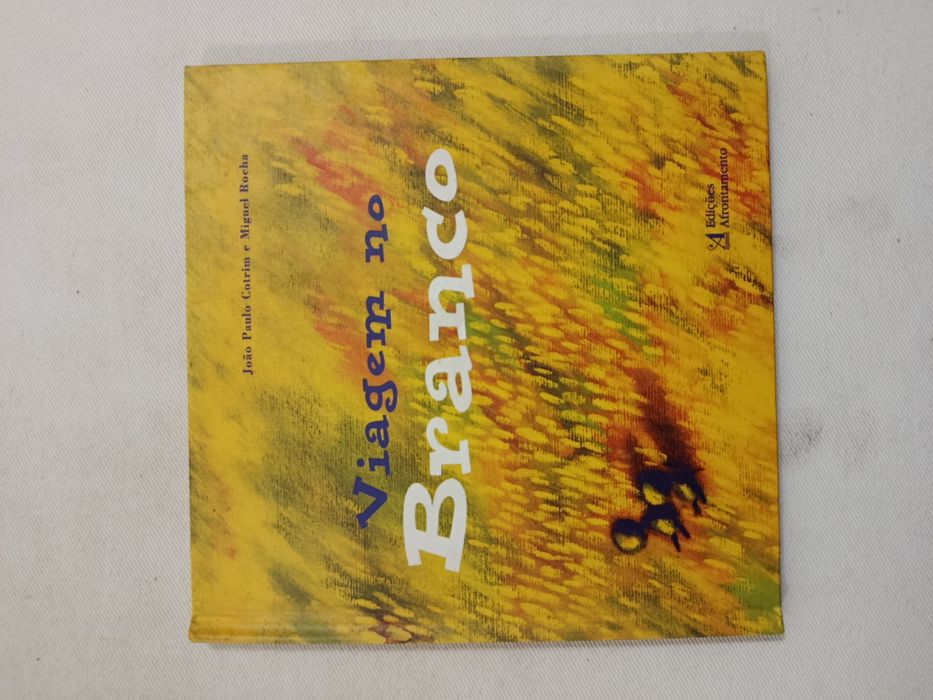 João Paulo Cotrim e Miguel Rocha
Viagem no
Branco
Edições
Afrontamento